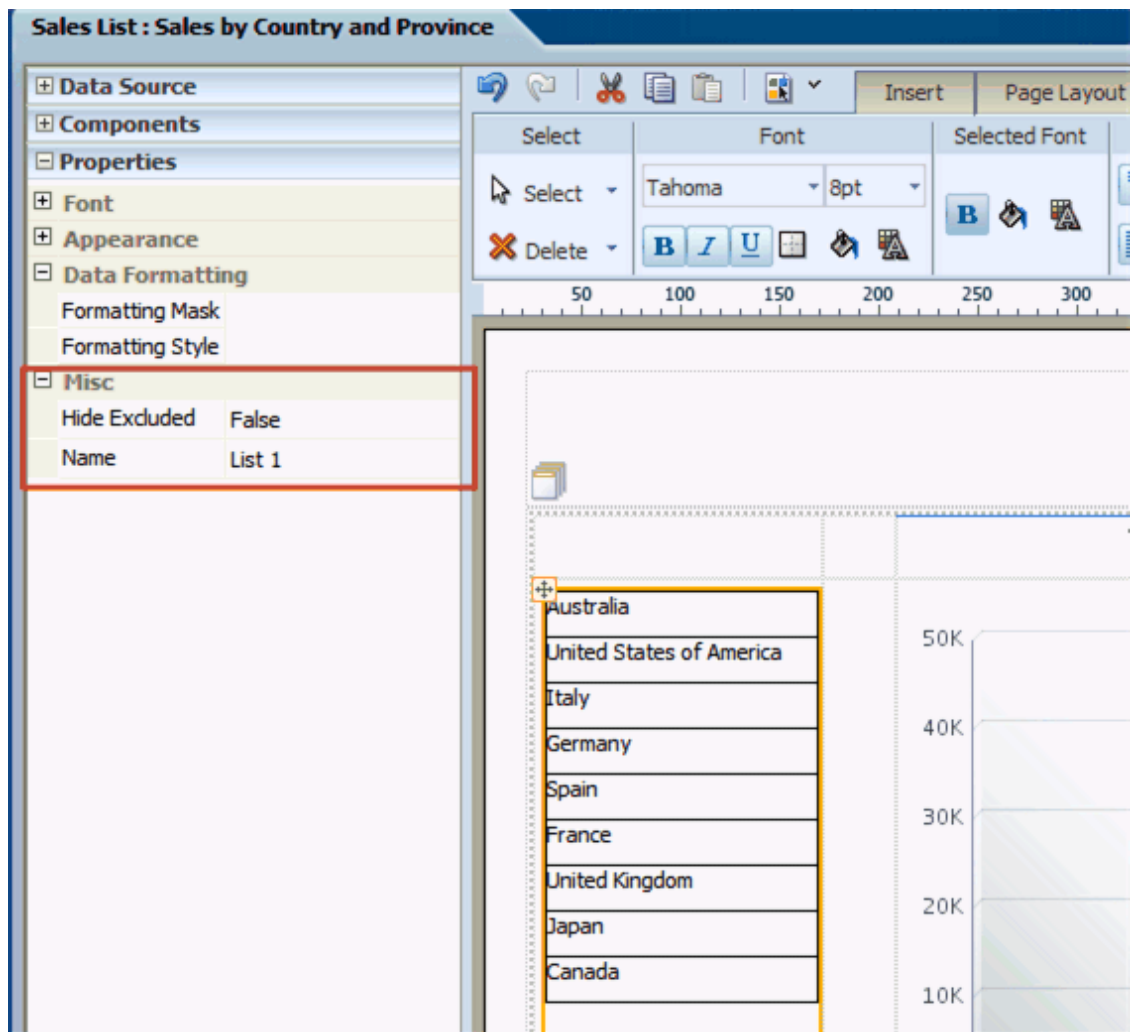 Sales List : Sales by Country and Province
Data Source
Components
Properties
Font
Appearance
Data Formatting
Formatting Mask
Formatting Style
Misc
Hide Excluded False
Name List 1
Insert Page Layout
Select Font Selected Font
Select Tahoma 8pt
B
Delete B I U
A
A
50 100 150 200 250 300
Australia
United States of America
Italy
Germany
Spain
France
United Kingdom
Japan
Canada
50K
40K
30K
20K
10K